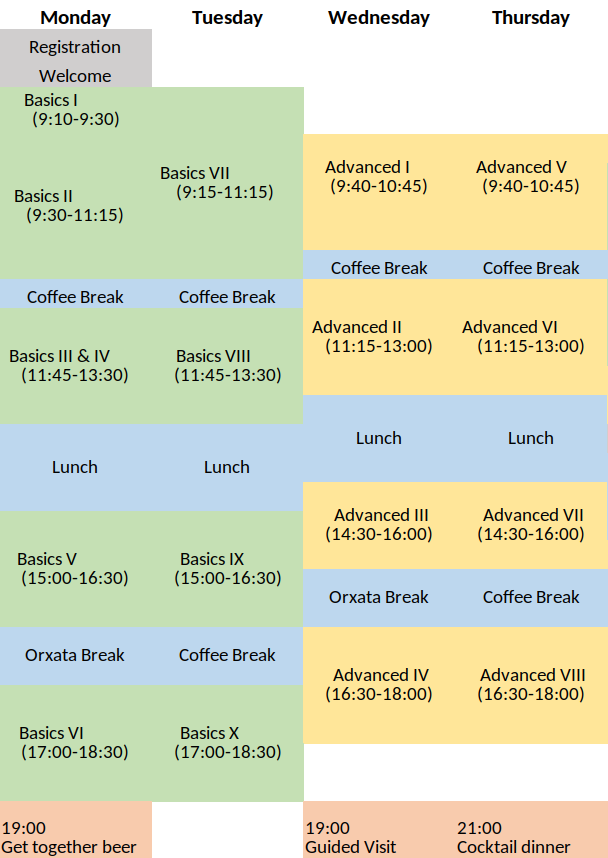 Monday Tuesday Wednesday Thursday
Registration
Welcome
Basics I
(9:10-9:30)
Basics II
(9:30-11:15)
Coffee Break
Basics III & IV
(11:45-13:30)
Lunch
Basics V
(15:00-16:30)
Orxata Break
Basics VI
(17:00-18:30)
19:00
Get together beer
Basics VII
(9:15-11:15)
Coffee Break
Basics VIII
(11:45-13:30)
Lunch
Basics IX
(15:00-16:30)
Coffee Break
Basics X
(17:00-18:30)
Advanced I
(9:40-10:45)
Coffee Break
Advanced II
(11:15-13:00)
Lunch
Advanced III
(14:30-16:00)
Orxata Break
Advanced IV
(16:30-18:00)
19:00
Guided Visit
Advanced V
(9:40-10:45)
Coffee Break
Advanced VI
(11:15-13:00)
Lunch
Advanced VII
(14:30-16:00)
Coffee Break
Advanced VIII
(16:30-18:00)
21:00
Cocktail dinner